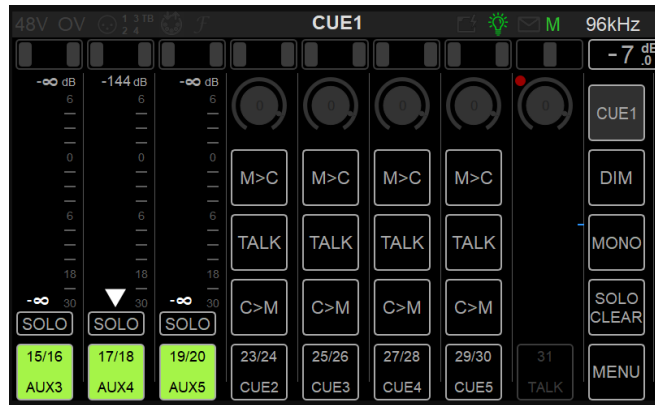 48V OV 1 3 TB 2 4 F CUE1 M 96kHz
-7 .0 dB
-∞ dB -144 dB -∞ dB
6 6 6
0 0 0 0 0 0 0 0
CUE1
0 0 0
M>C M>C M>C M>C DIM
6 6 6
TALK TALK TALK TALK MONO
18 18 18
-∞ 30 30 -∞ 30
C>M C>M C>M C>M SOLO CLEAR
SOLO SOLO SOLO
15/16 17/18 19/20 23/24 25/26 27/28 29/30 31
MENU
AUX3 AUX4 AUX5 CUE2 CUE3 CUE4 CUE5 TALK